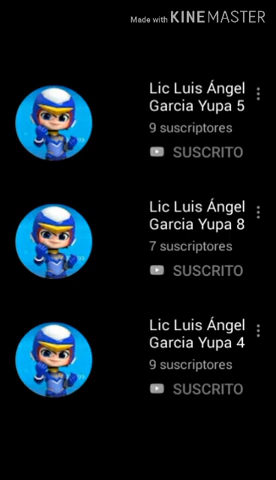 Made with KINEMASTER
Lic Luis Ángel
Garcia Yupa 5
9 suscriptores
SUSCRITO
Lic Luis Ángel
Garcia Yupa 8
7 suscriptores
SUSCRITO
Lic Luis Ángel
Garcia Yupa 4
9 suscriptores
SUSCRITO